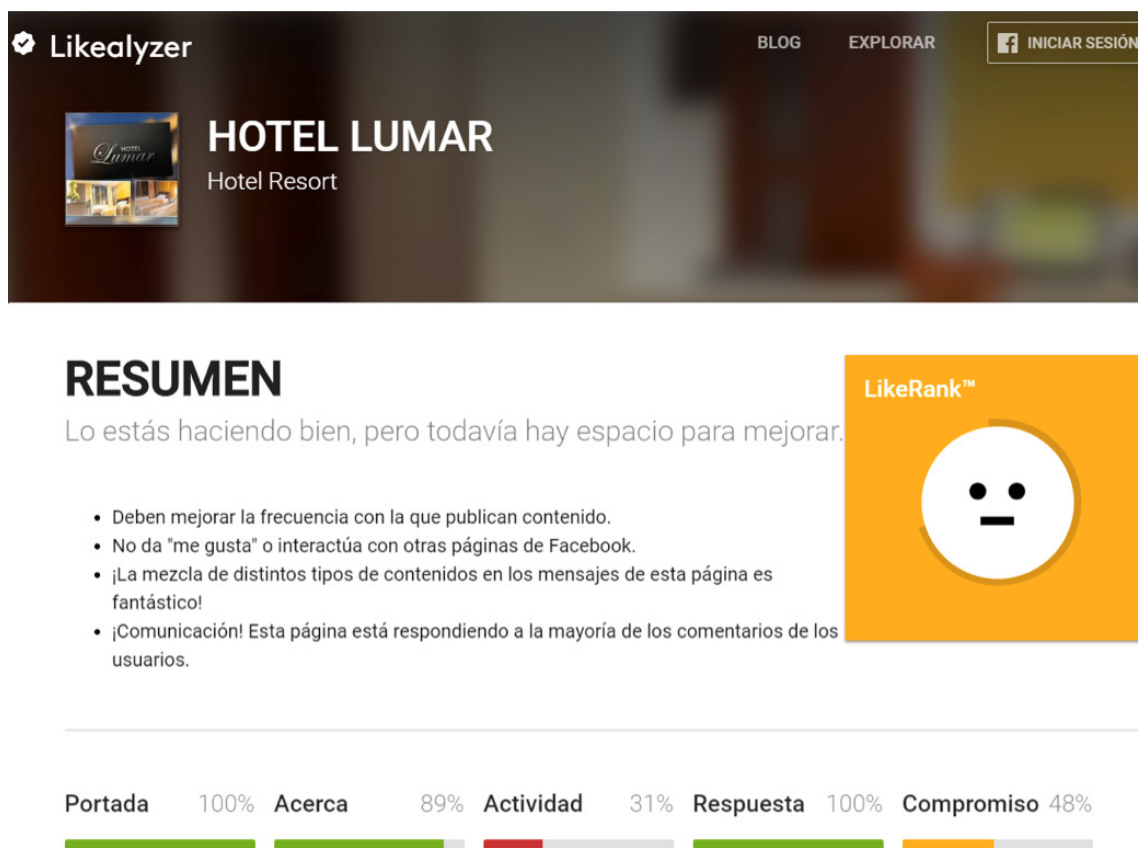 Likealyzer
BLOG
EXPLORAR
INICIAR SESIÓN
HOTEL
Lumar
HOTEL LUMAR
Hotel Resort
RESUMEN
Lo estás haciendo bien, pero todavía hay espacio para mejorar.
LikeRank™
• Deben mejorar la frecuencia con la que publican contenido.
• No da "me gusta" o interactúa con otras páginas de Facebook.
• ¡La mezcla de distintos tipos de contenidos en los mensajes de esta página es
fantástico!
• ¡Comunicación! Esta página está respondiendo a la mayoría de los comentarios de los
usuarios.
Portada 100% Acerca 89% Actividad 31% Respuesta 100% Compromiso 48%